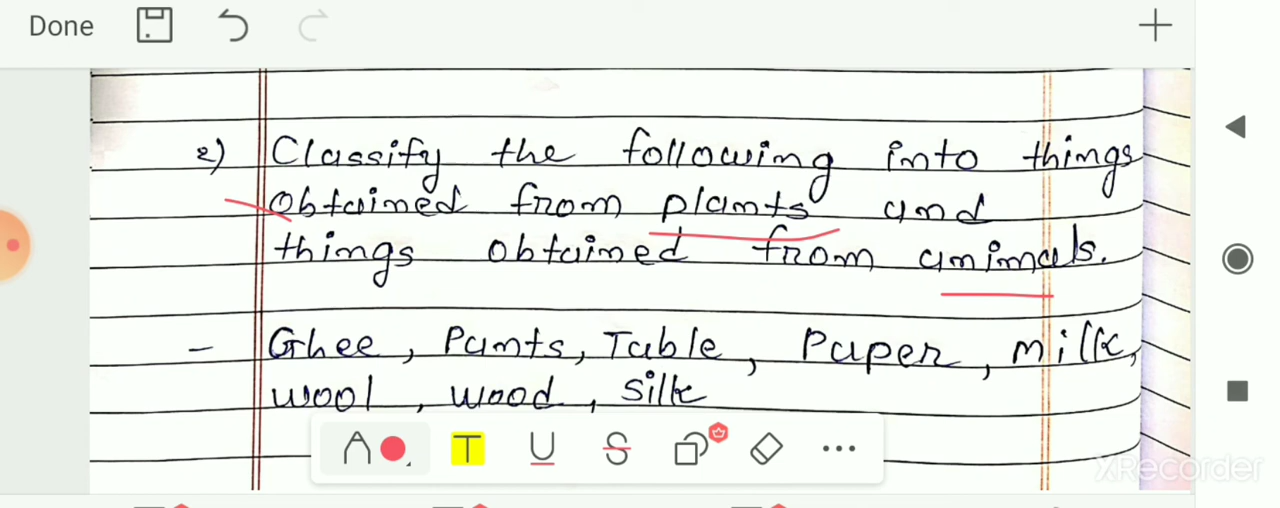 Done
2) Classify the following into things
obtained from plants and
things obtained from animals.
- Ghee, Pants, Table, Paper, milk,
wool, wood, silk
T U S
XRecorder